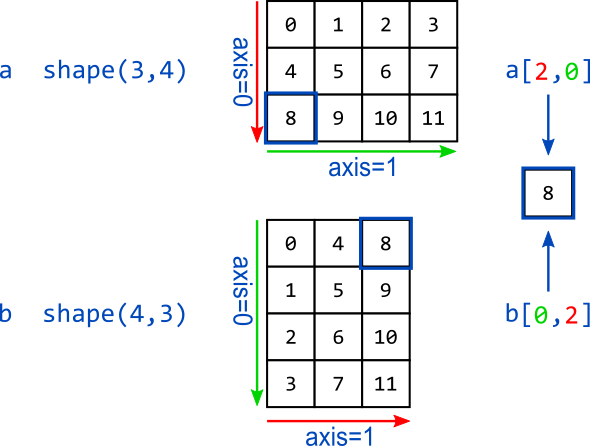 0 1 2 3
a shape(3,4) axis=0 4 5 6 7 a[2,0]
8 9 10 11
axis=1
8
0 4 8
1 5 9
b shape(4,3) axis=0 2 6 10 b[0,2]
3 7 11
axis=1